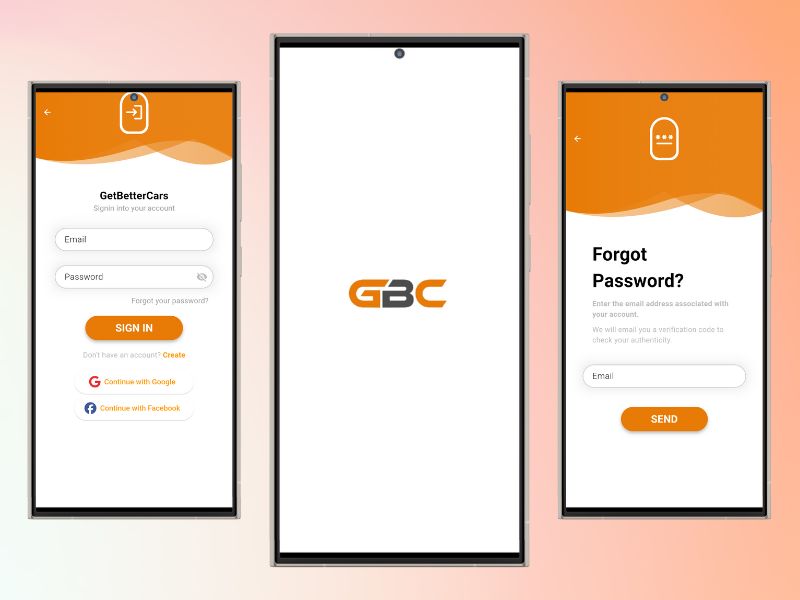 GetBetterCars
Signin into your account
Email
Password
Forgot your password?
SIGN IN
Don't have an account? Create
Continue with Google
Continue with Facebook
GBC
Forgot
Password?
Enter the email address associated with
your account.
We will email you a verification code to
check your authenticity.
Email
SEND